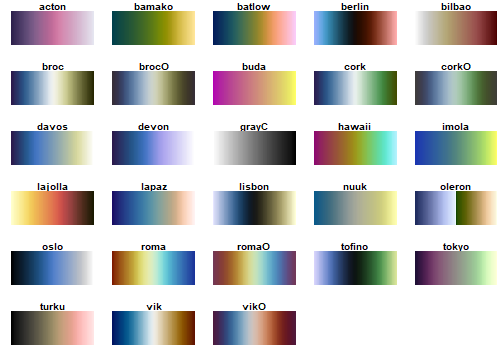 acton bamako batlow berlin bilbao
broc brocO buda cork corkO
davos devon grayC hawaii imola
lajolla lapaz lisbon nuuk oleron
oslo roma romaO tofino tokyo
turku vik vikO